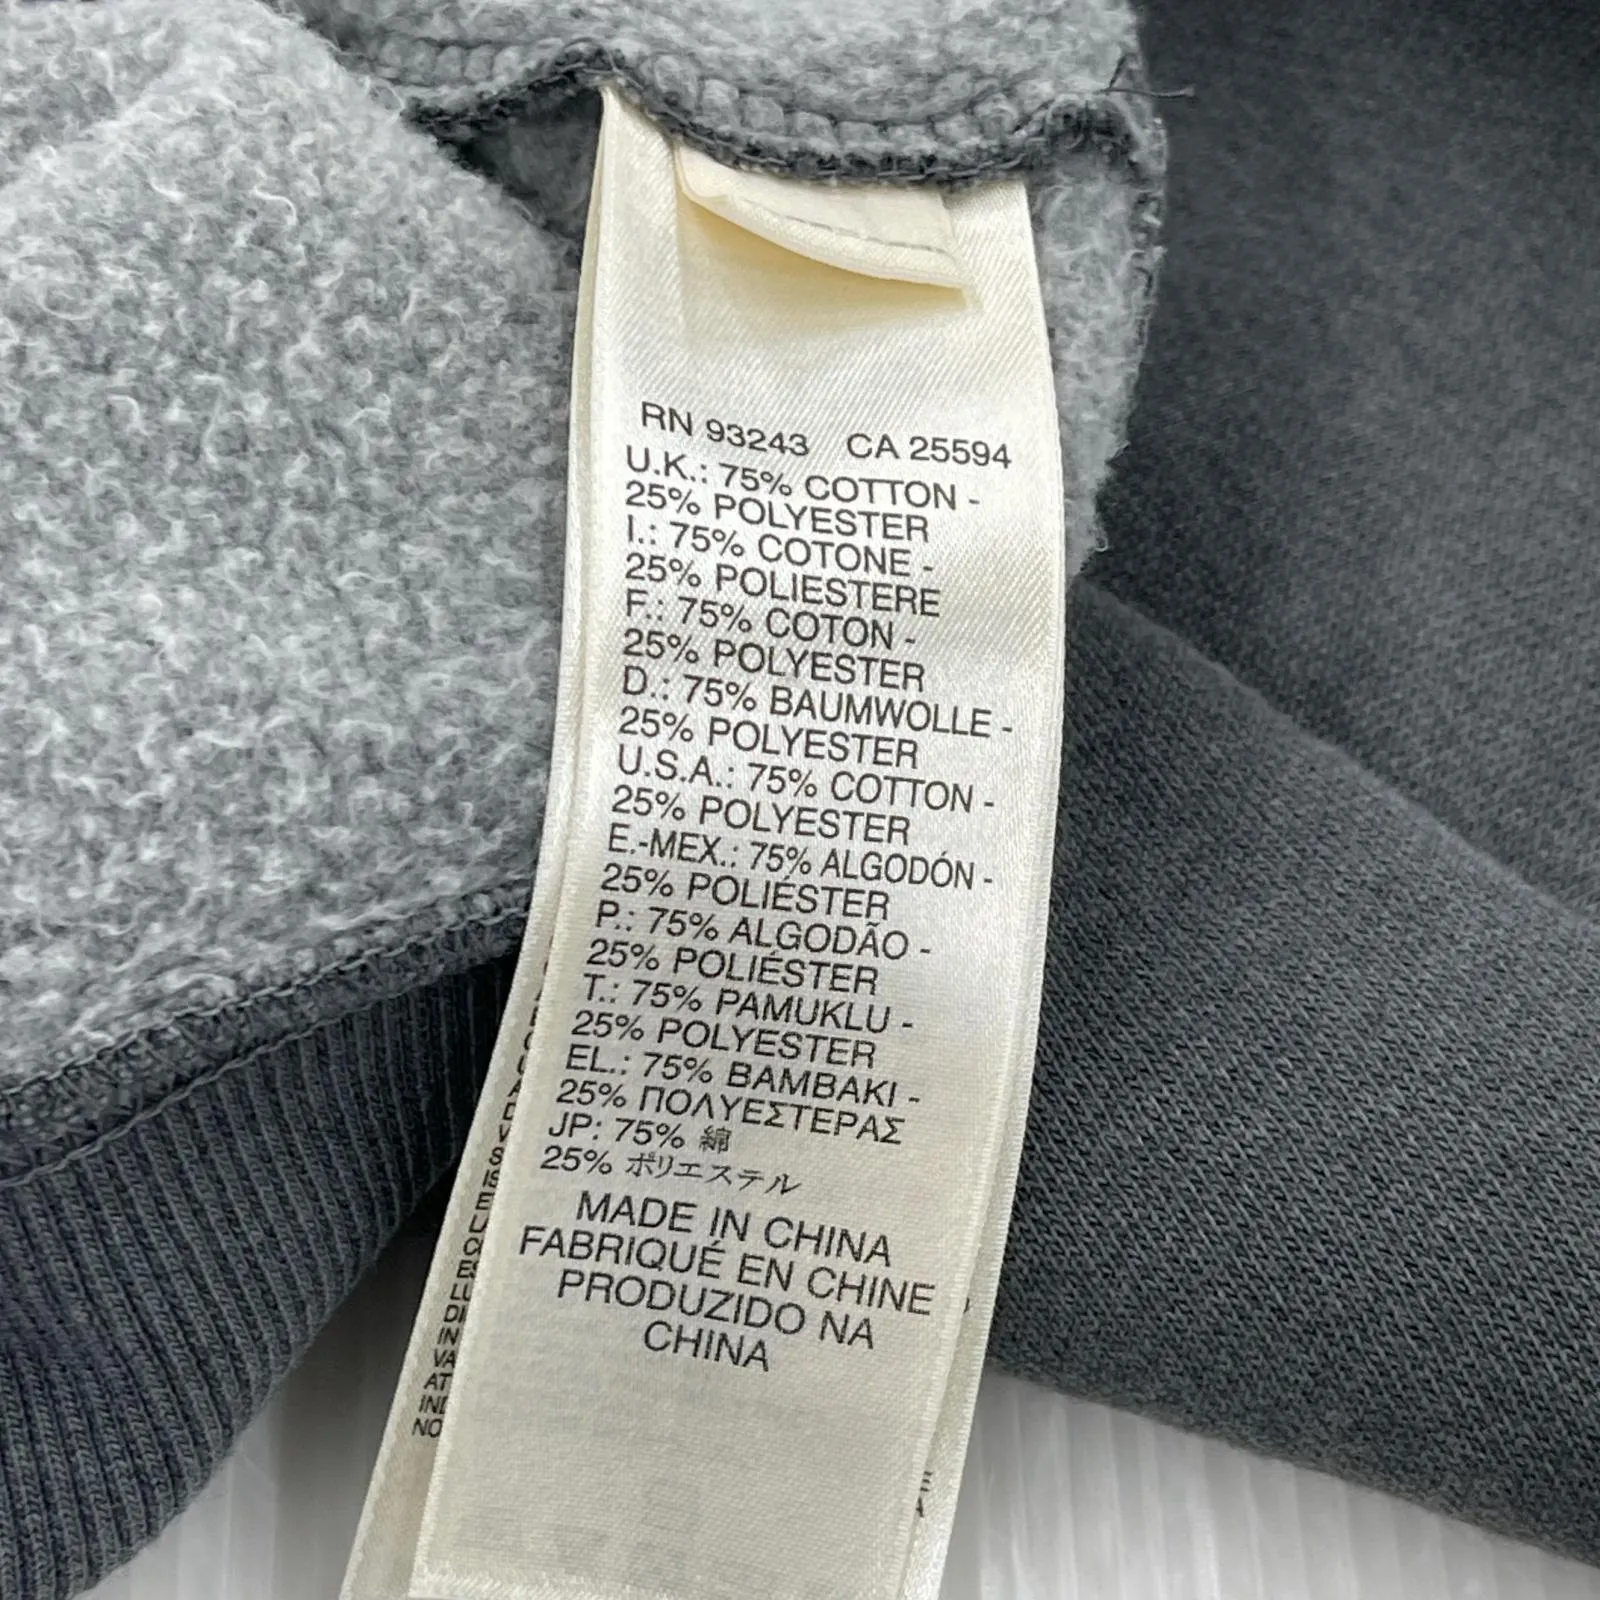 RN 93243 CA 25594
U.K.: 75% COTTON -
25% POLYESTER
I.: 75% COTONE -
25% POLIESTERE
F.: 75% COTON -
25% POLYESTER
D.: 75% BAUMWOLLE -
25% POLYESTER
U.S.A.: 75% COTTON -
25% POLYESTER
E.-MEX.: 75% ALGODÓN -
25% POLIÉSTER
P.: 75% ALGODÃO -
25% POLIÉSTER
T.: 75% PAMUKLU -
25% POLYESTER
EL.: 75% BAMBAKI -
25% ΠΟΛΥΕΣΤΕΡΑΣ
JP: 75% 綿
25% ポリエステル
MADE IN CHINA
FABRIQUÉ EN CHINE
PRODUZIDO NA
CHINA